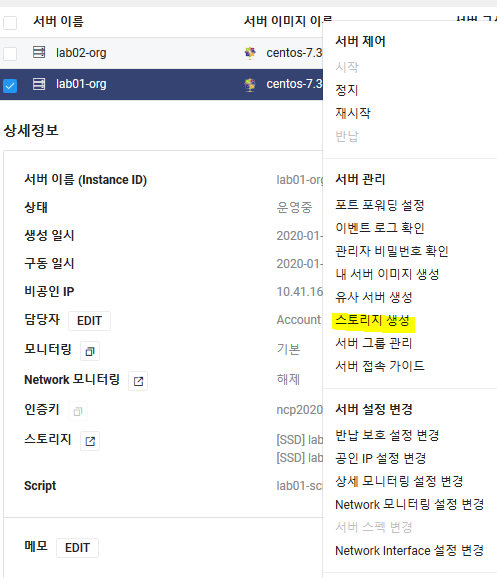 서버 이름
서버 이미지 이름
lab02-org
centos-7.3
lab01-org
centos-7.3
상세정보
서버 이름 (Instance ID)
lab01-org
상태
운영중
생성 일시
2020-01-
구동 일시
2020-01-
비공인 IP
10.41.16
담당자
EDIT
Account
모니터링
기본
Network 모니터링
해제
인증키
ncp2020
스토리지
[SSD] lab
[SSD] lab
Script
lab01-scr
메모
EDIT
서버 제어
시작
정지
재시작
반납
서버 관리
포트 포워딩 설정
이벤트 로그 확인
관리자 비밀번호 확인
내 서버 이미지 생성
유사 서버 생성
스토리지 생성
서버 그룹 관리
서버 접속 가이드
서버 설정 변경
반납 보호 설정 변경
공인 IP 설정 변경
상세 모니터링 설정 변경
Network 모니터링 설정 변경
서버 스펙 변경
Network Interface 설정 변경